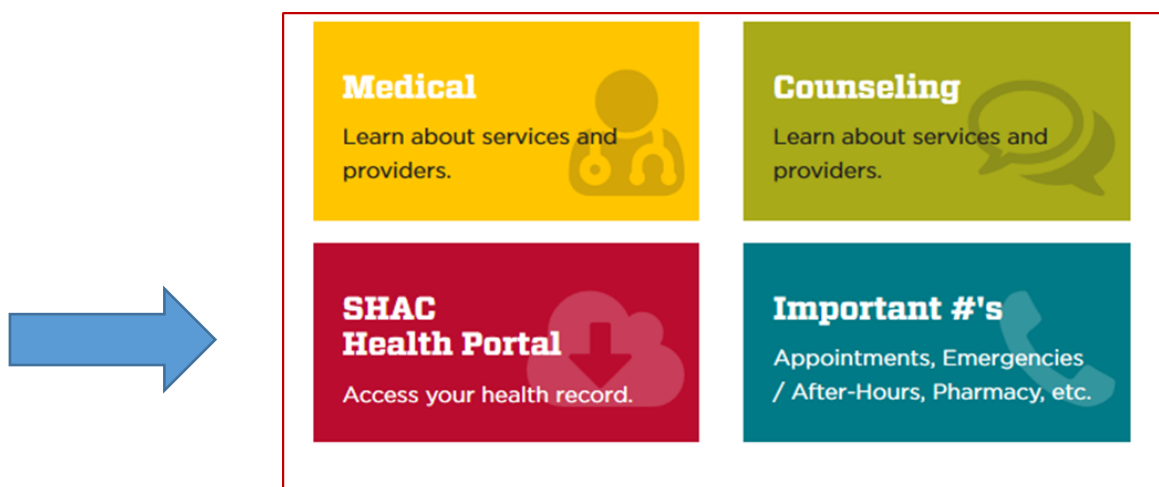 Medical
Learn about services and
providers.
Counseling
Learn about services and
providers.
SHAC
Health Portal
Access your health record.
Important #'s
Appointments, Emergencies
/ After-Hours, Pharmacy, etc.